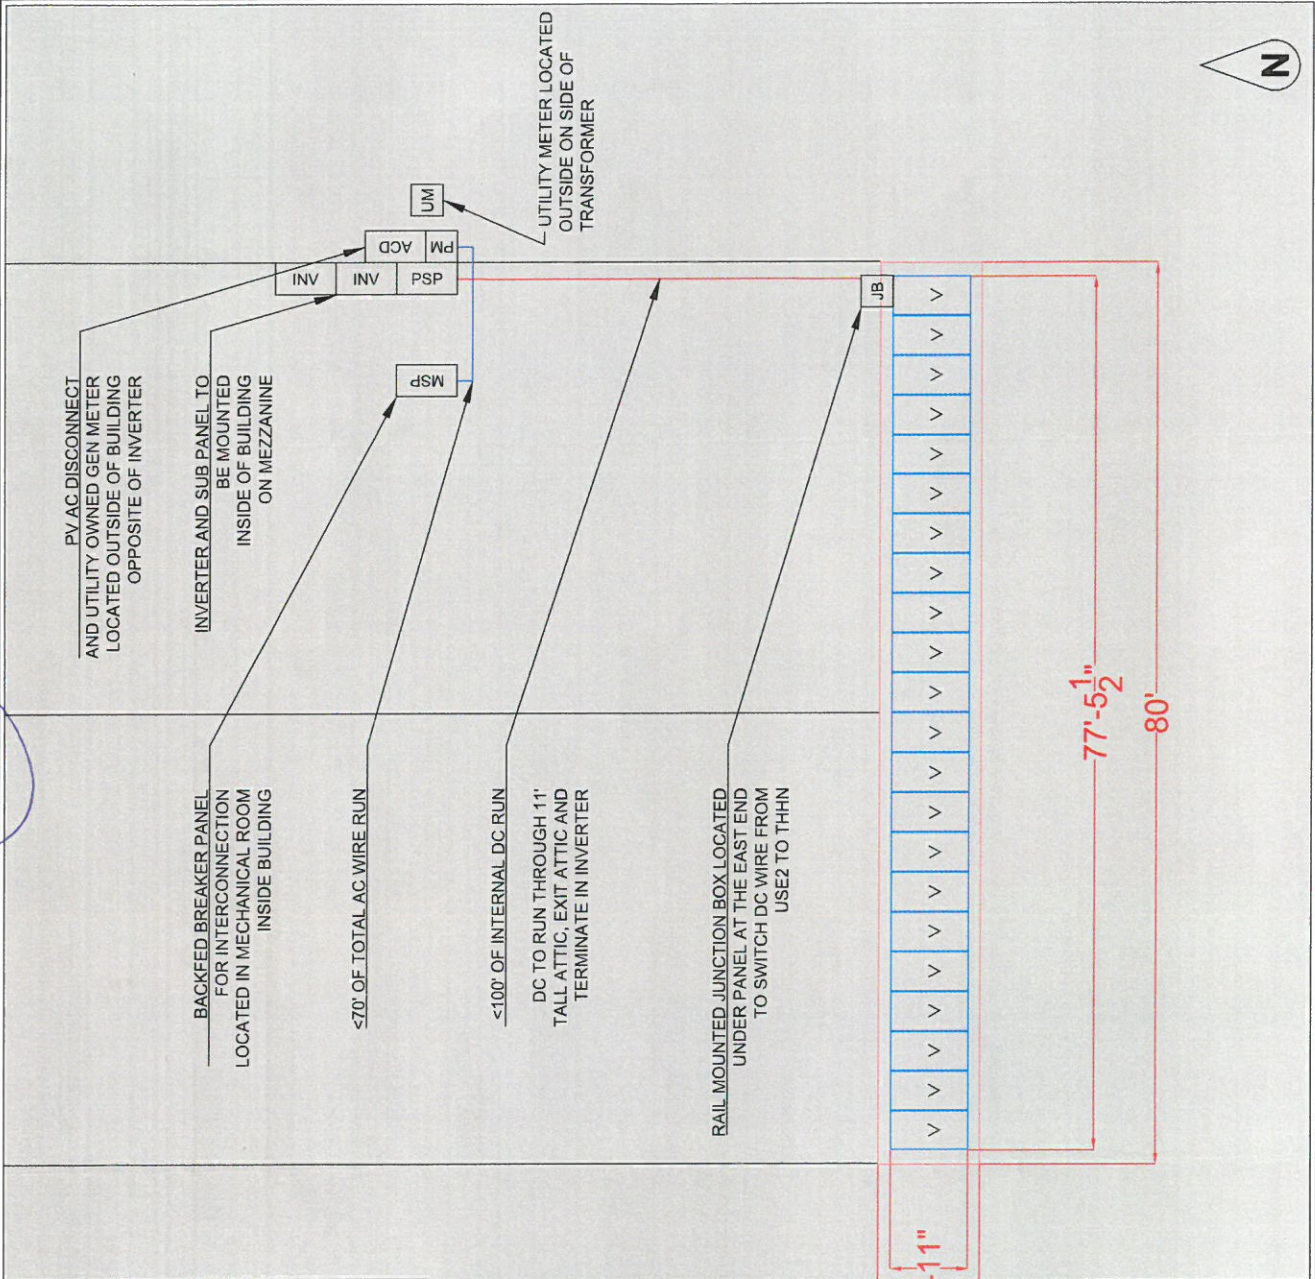 PV AC DISCONNECT
AND UTILITY OWNED GEN METER
LOCATED OUTSIDE OF BUILDING
OPPOSITE OF INVERTER
INVERTER AND SUB PANEL TO
BE MOUNTED
INSIDE OF BUILDING
ON MEZZANINE
BACKFED BREAKER PANEL
FOR INTERCONNECTION
LOCATED IN MECHANICAL ROOM
INSIDE BUILDING
<70' OF TOTAL AC WIRE RUN
<100' OF INTERNAL DC RUN
DC TO RUN THROUGH 11'
TALL ATTIC, EXIT ATTIC AND
TERMINATE IN INVERTER
RAIL MOUNTED JUNCTION BOX LOCATED
UNDER PANEL AT THE EAST END
TO SWITCH DC WIRE FROM
USE2 TO THHN
UTILITY METER LOCATED
OUTSIDE ON SIDE OF
TRANSFORMER
UM
ACD
PM
INV
INV
PSP
MSP
JB
N
77'-5 1/2"
80'
-11"